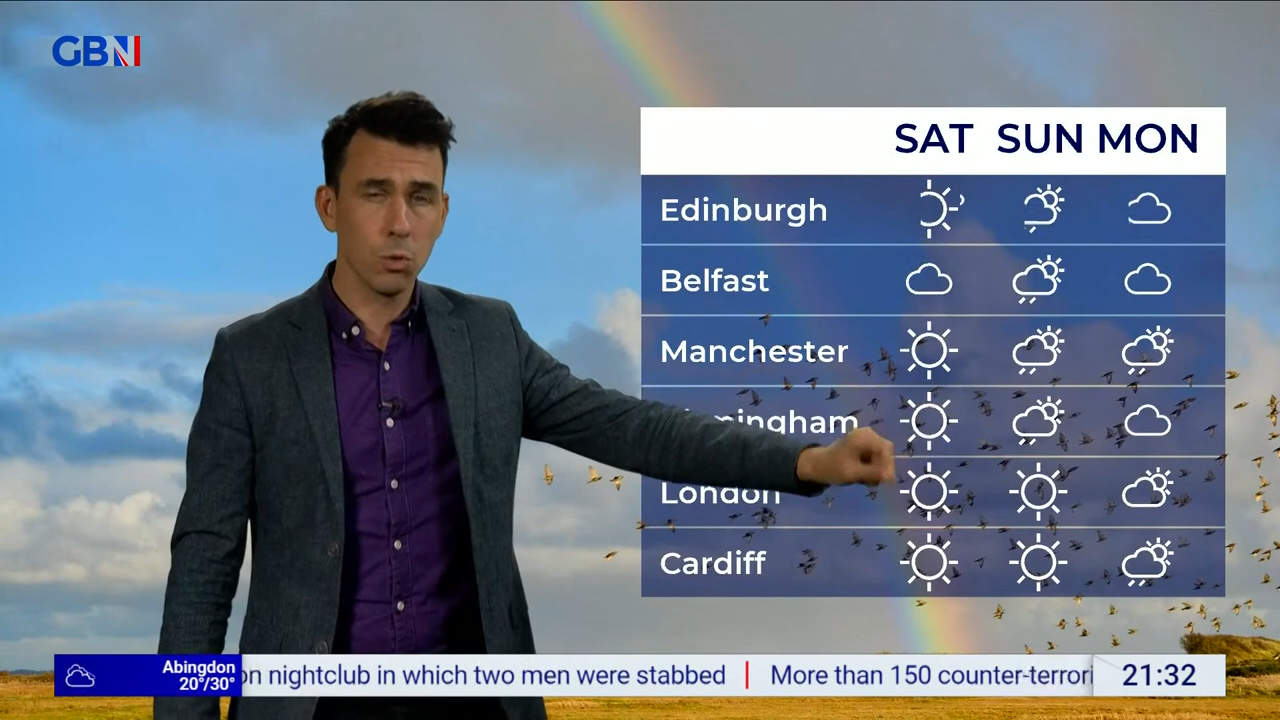 GBN
SAT SUN MON
Edinburgh
Belfast
Manchester
mingham
London
Cardiff
Abingdon
20°/30°
on nightclub in which two men were stabbed | More than 150 counter-terrori
21:32